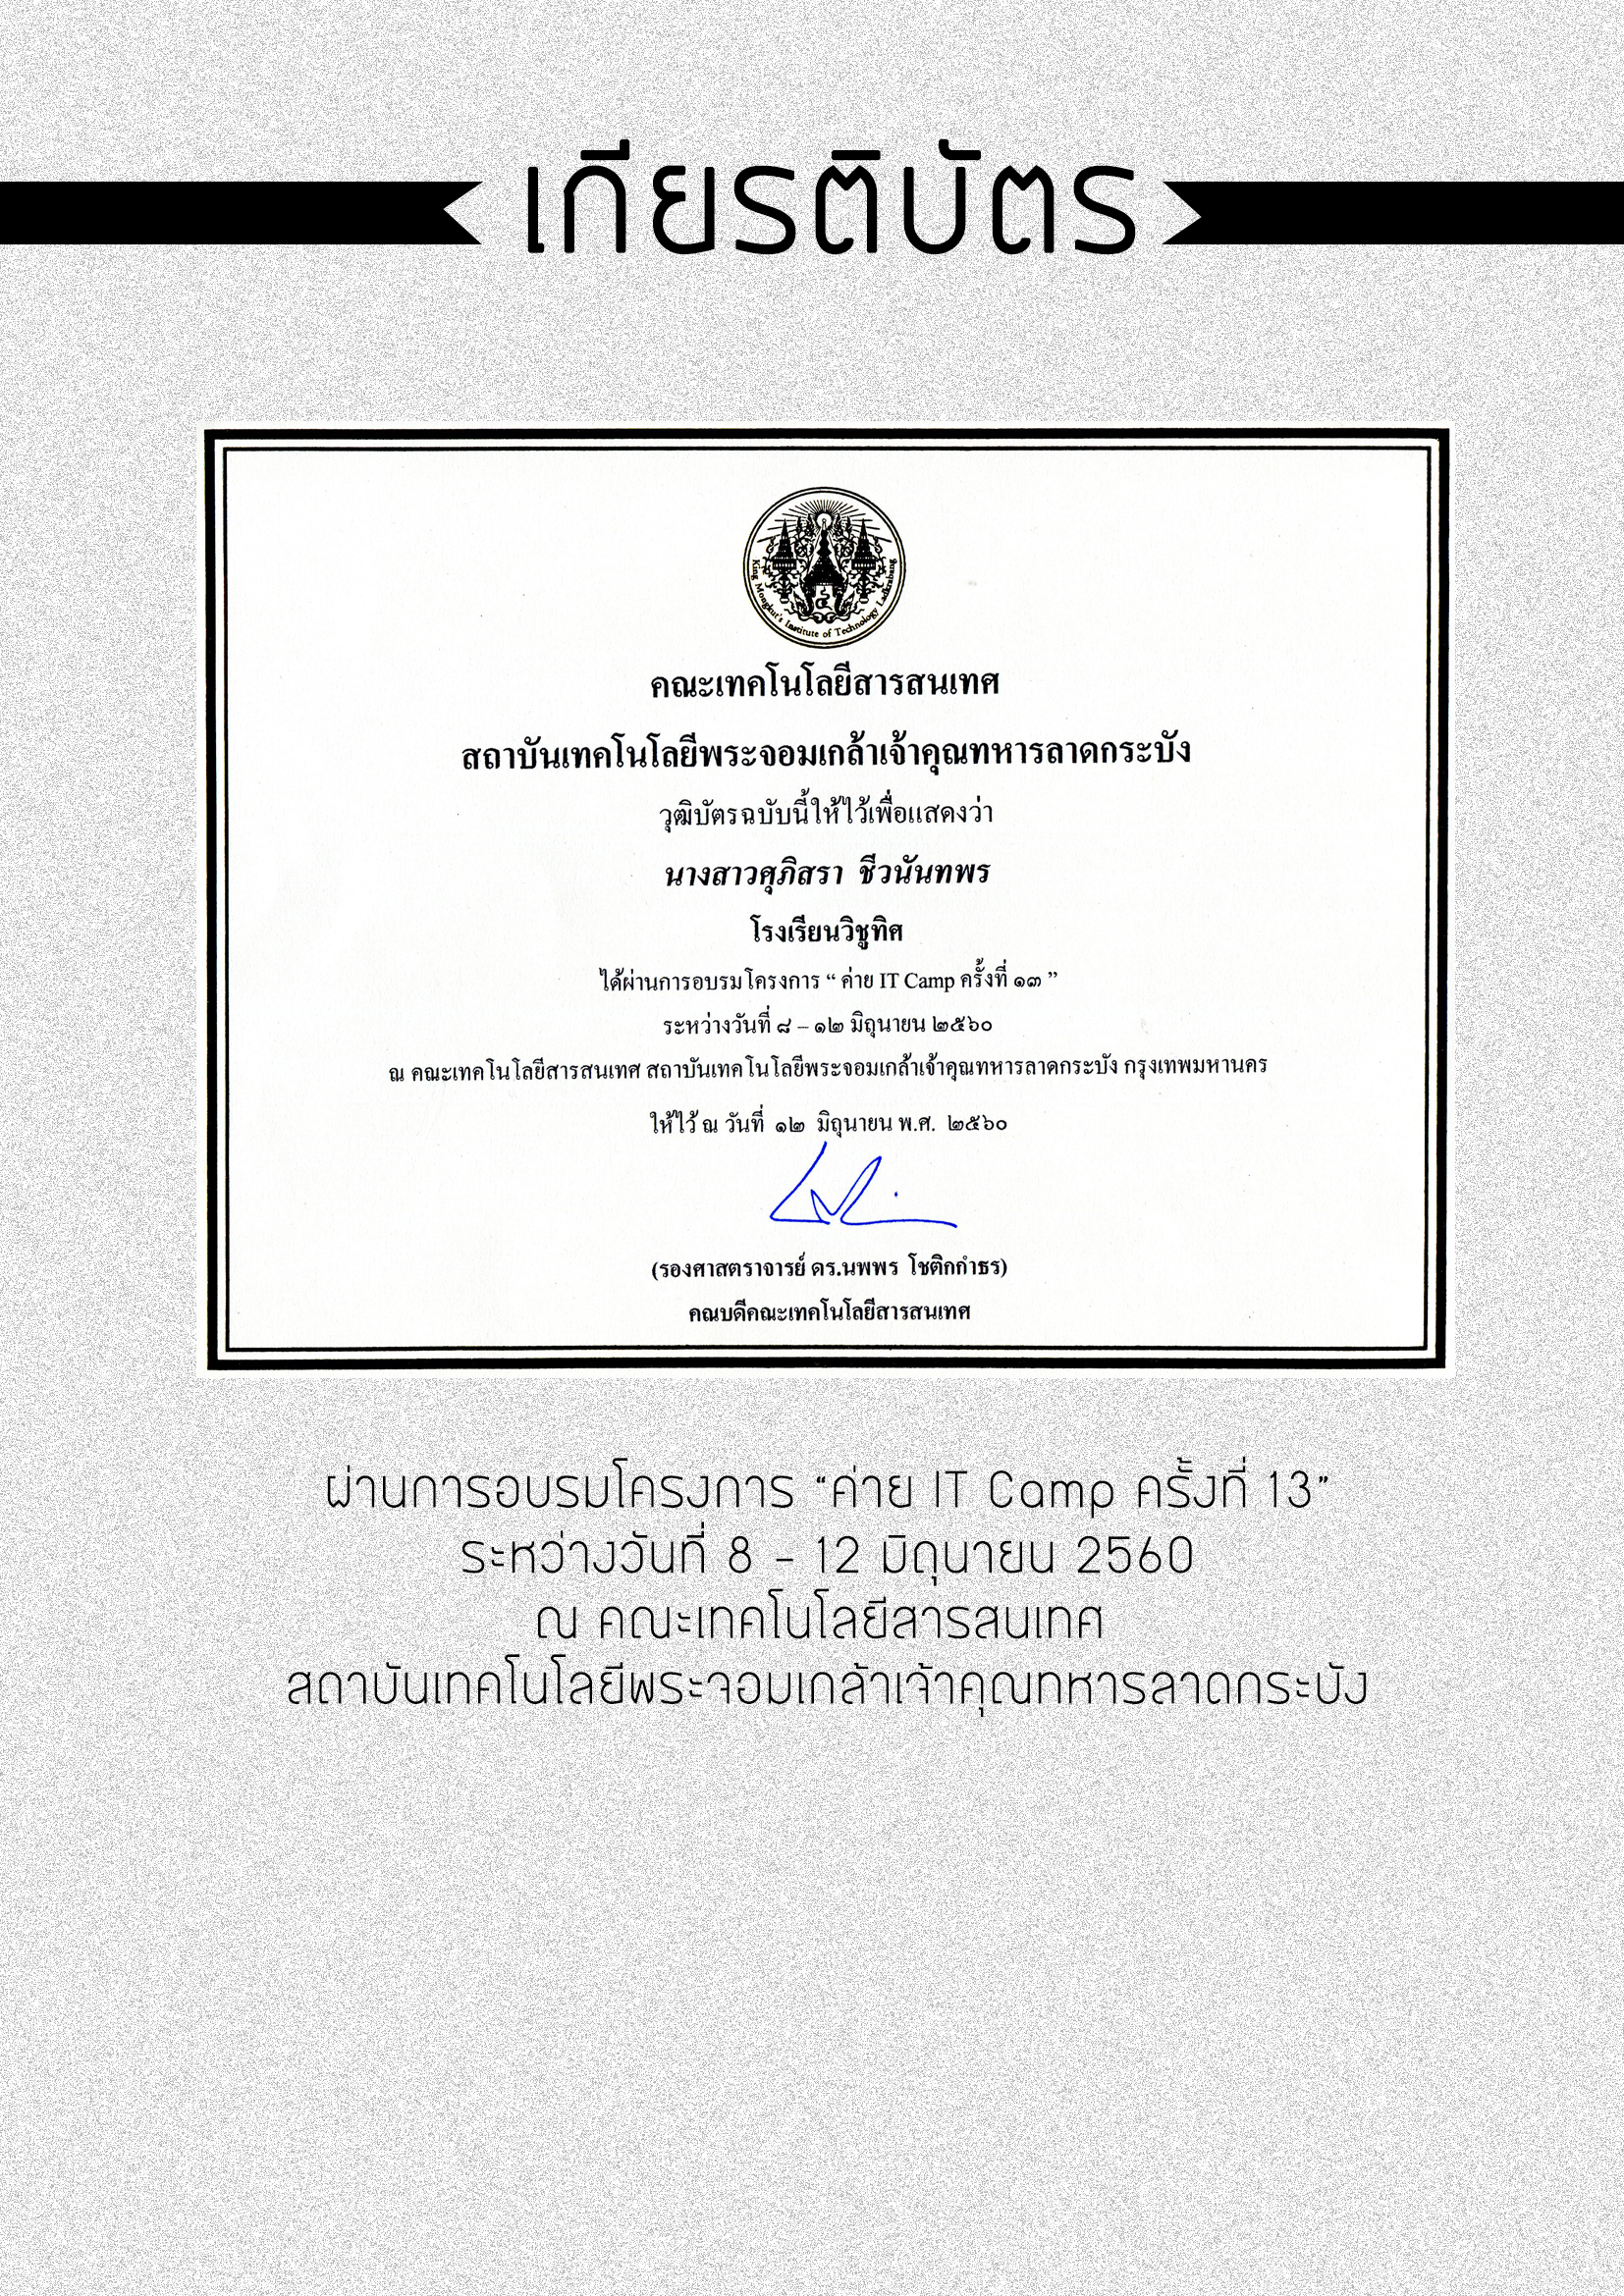 เกียรติบัตร
King Mongkut's Institute of Technology Ladkrabang
คณะเทคโนโลยีสารสนเทศ
สถาบันเทคโนโลยีพระจอมเกล้าเจ้าคุณทหารลาดกระบัง
วุฒิบัตรฉบับนี้ให้ไว้เพื่อแสดงว่า
นางสาวศุภิสรา ชีวนันทพร
โรงเรียนวิชูทิศ
ได้ผ่านการอบรมโครงการ “ ค่าย IT Camp ครั้งที่ ๑๓ ”
ระหว่างวันที่ ๘ – ๑๒ มิถุนายน ๒๕๖๐
ณ คณะเทคโนโลยีสารสนเทศ สถาบันเทคโนโลยีพระจอมเกล้าเจ้าคุณทหารลาดกระบัง กรุงเทพมหานคร
ให้ไว้ ณ วันที่ ๑๒ มิถุนายน พ.ศ. ๒๕๖๐
(รองศาสตราจารย์ ดร.นพพร โชติกกำธร)
คณบดีคณะเทคโนโลยีสารสนเทศ
ผ่านการอบรมโครงการ “ค่าย IT Camp ครั้งที่ 13”
ระหว่างวันที่ 8 - 12 มิถุนายน 2560
ณ คณะเทคโนโลยีสารสนเทศ
สถาบันเทคโนโลยีพระจอมเกล้าเจ้าคุณทหารลาดกระบัง